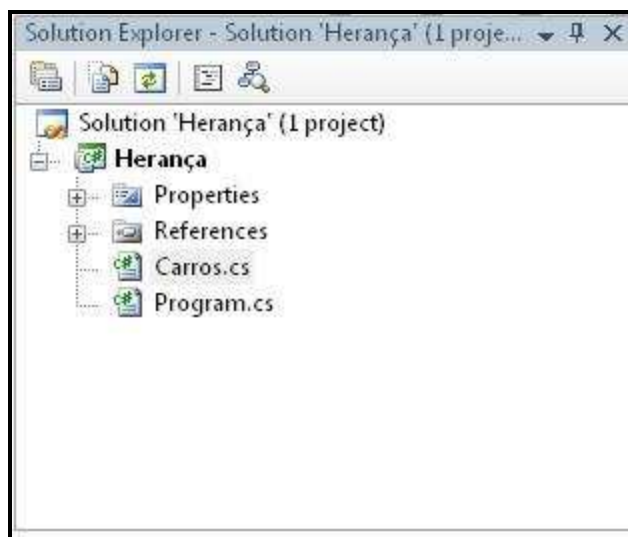 Solution Explorer - Solution 'Herança' (1 proje...
Solution 'Herança' (1 project)
Herança
Properties
References
Carros.cs
Program.cs